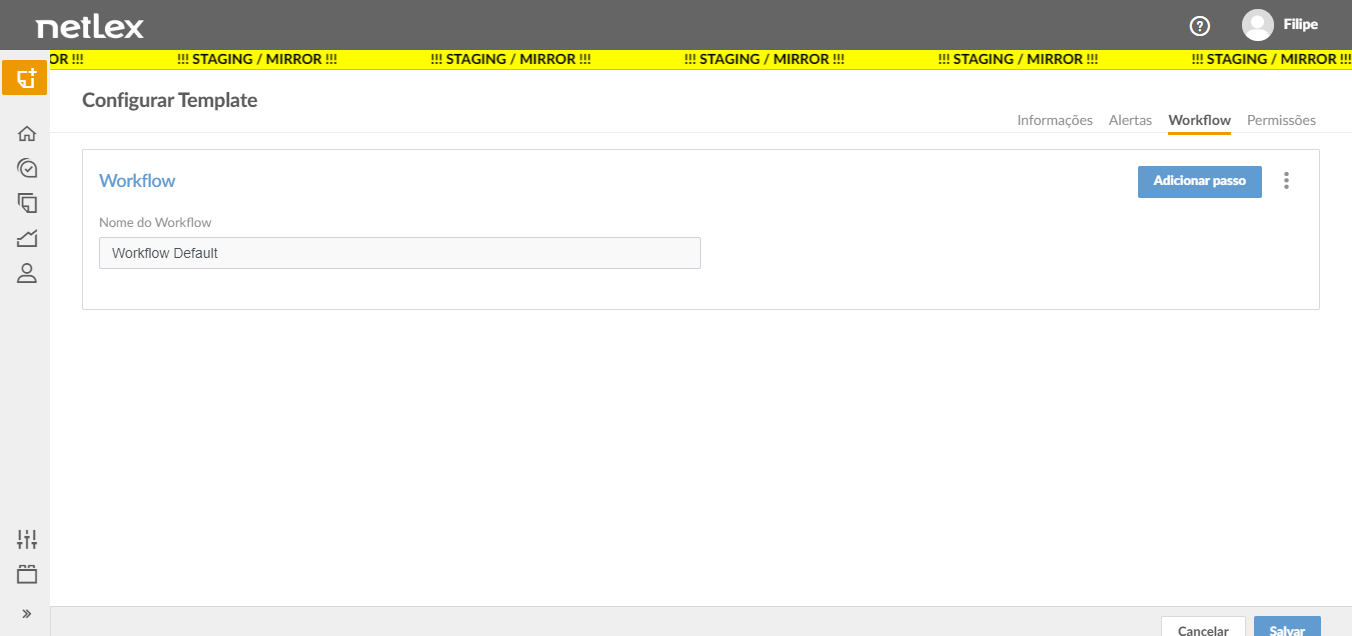 netlex
Filipe
OR !!! !!! STAGING / MIRROR !!! !!! STAGING / MIRROR !!! !!! STAGING / MIRROR !!! !!! STAGING / MIRROR !!! !!! STAGING / MIRROR !!!
Configurar Template
Informações Alertas Workflow Permissões
Workflow
Adicionar passo
Nome do Workflow
Workflow Default
Cancelar Salvar